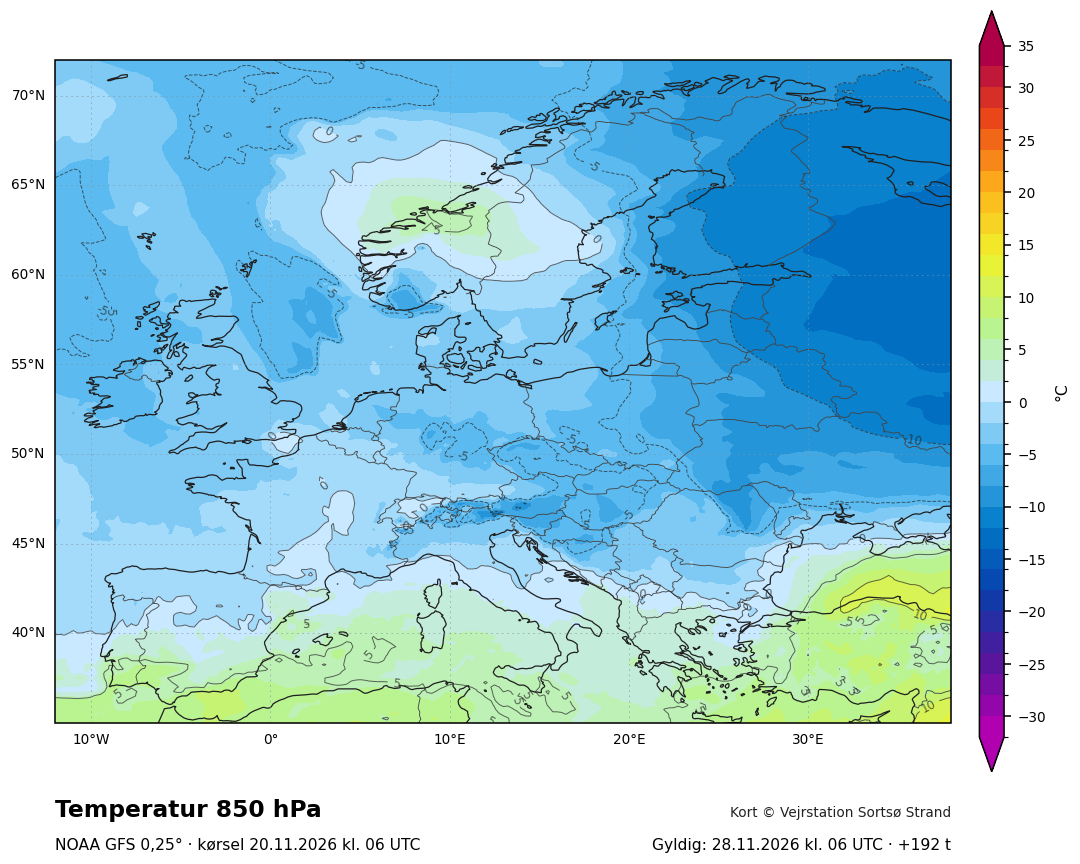 70°N
65°N
60°N
55°N
50°N
45°N
40°N
10°W
0°
10°E
20°E
30°E
35
30
25
20
15
10
5
0
−5
−10
−15
−20
−25
−30
°C
Temperatur 850 hPa
Kort © Vejrstation Sortsø Strand
NOAA GFS 0,25° · kørsel 20.11.2026 kl. 06 UTC
Gyldig: 28.11.2026 kl. 06 UTC · +192 t